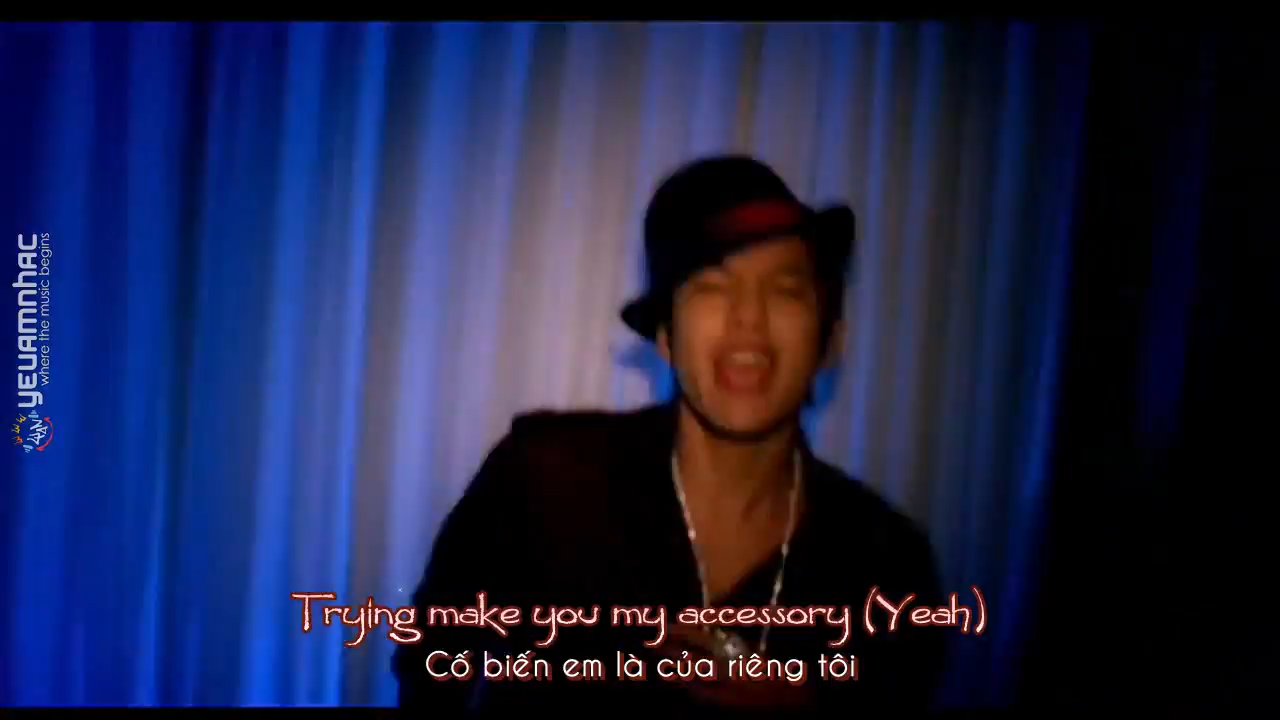 YEUAMNHAC
where the music begins
Trying make you my accessory (Yeah)
Cố biến em là của riêng tôi